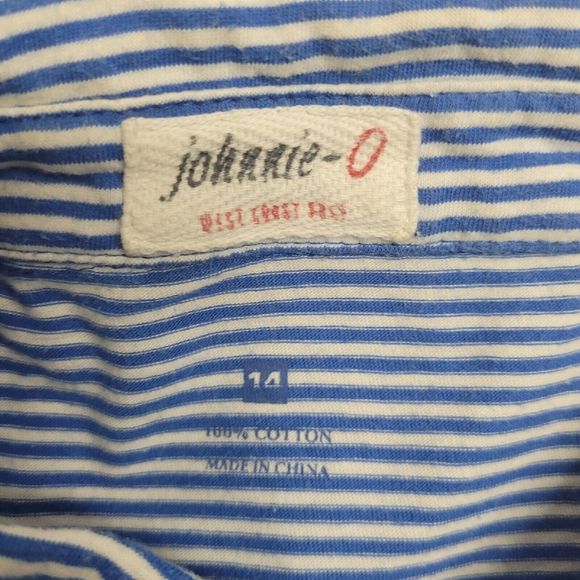 johnnie-O
WEST COAST PREP
14
100% COTTON
MADE IN CHINA